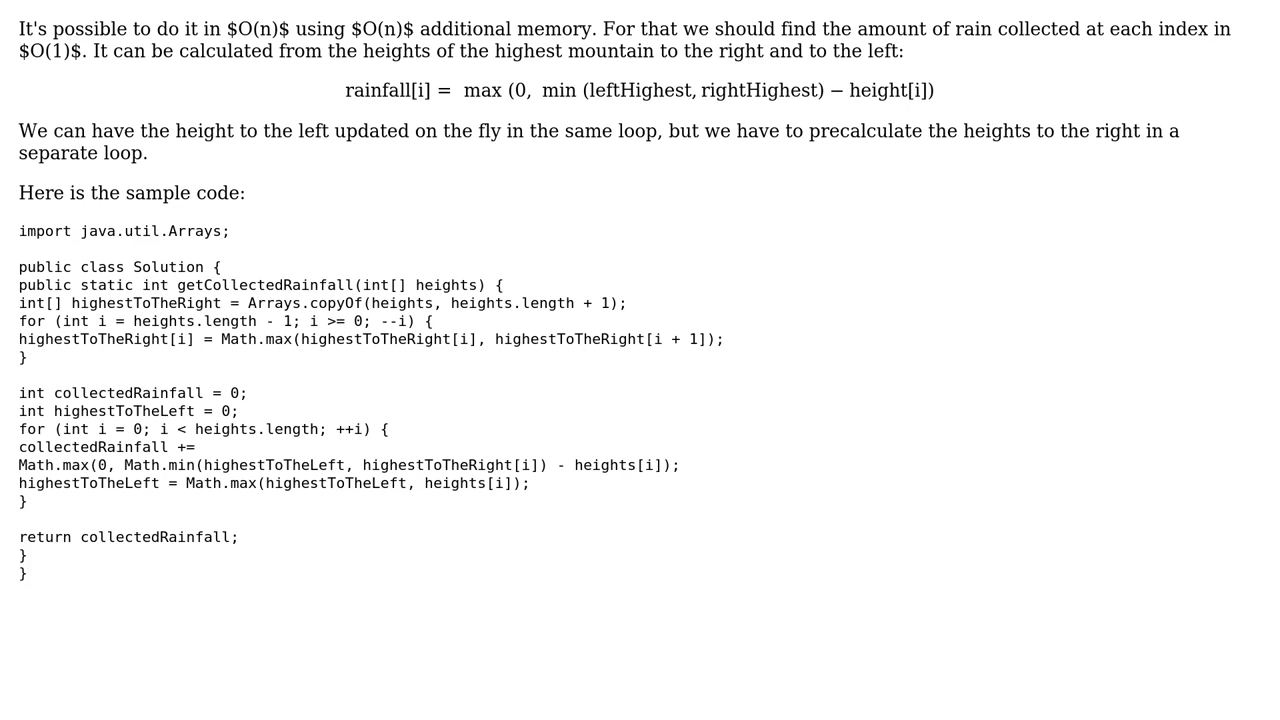 It's possible to do it in $O(n)$ using $O(n)$ additional memory. For that we should find the amount of rain collected at each index in
$O(1)$. It can be calculated from the heights of the highest mountain to the right and to the left:
rainfall[i] = max (0, min (leftHighest, rightHighest) − height[i])
We can have the height to the left updated on the fly in the same loop, but we have to precalculate the heights to the right in a
separate loop.
Here is the sample code:
import java.util.Arrays;
public class Solution {
public static int getCollectedRainfall(int[] heights) {
int[] highestToTheRight = Arrays.copyOf(heights, heights.length + 1);
for (int i = heights.length - 1; i >= 0; --i) {
highestToTheRight[i] = Math.max(highestToTheRight[i], highestToTheRight[i + 1]);
}
int collectedRainfall = 0;
int highestToTheLeft = 0;
for (int i = 0; i < heights.length; ++i) {
collectedRainfall +=
Math.max(0, Math.min(highestToTheLeft, highestToTheRight[i]) - heights[i]);
highestToTheLeft = Math.max(highestToTheLeft, heights[i]);
}
return collectedRainfall;
}
}